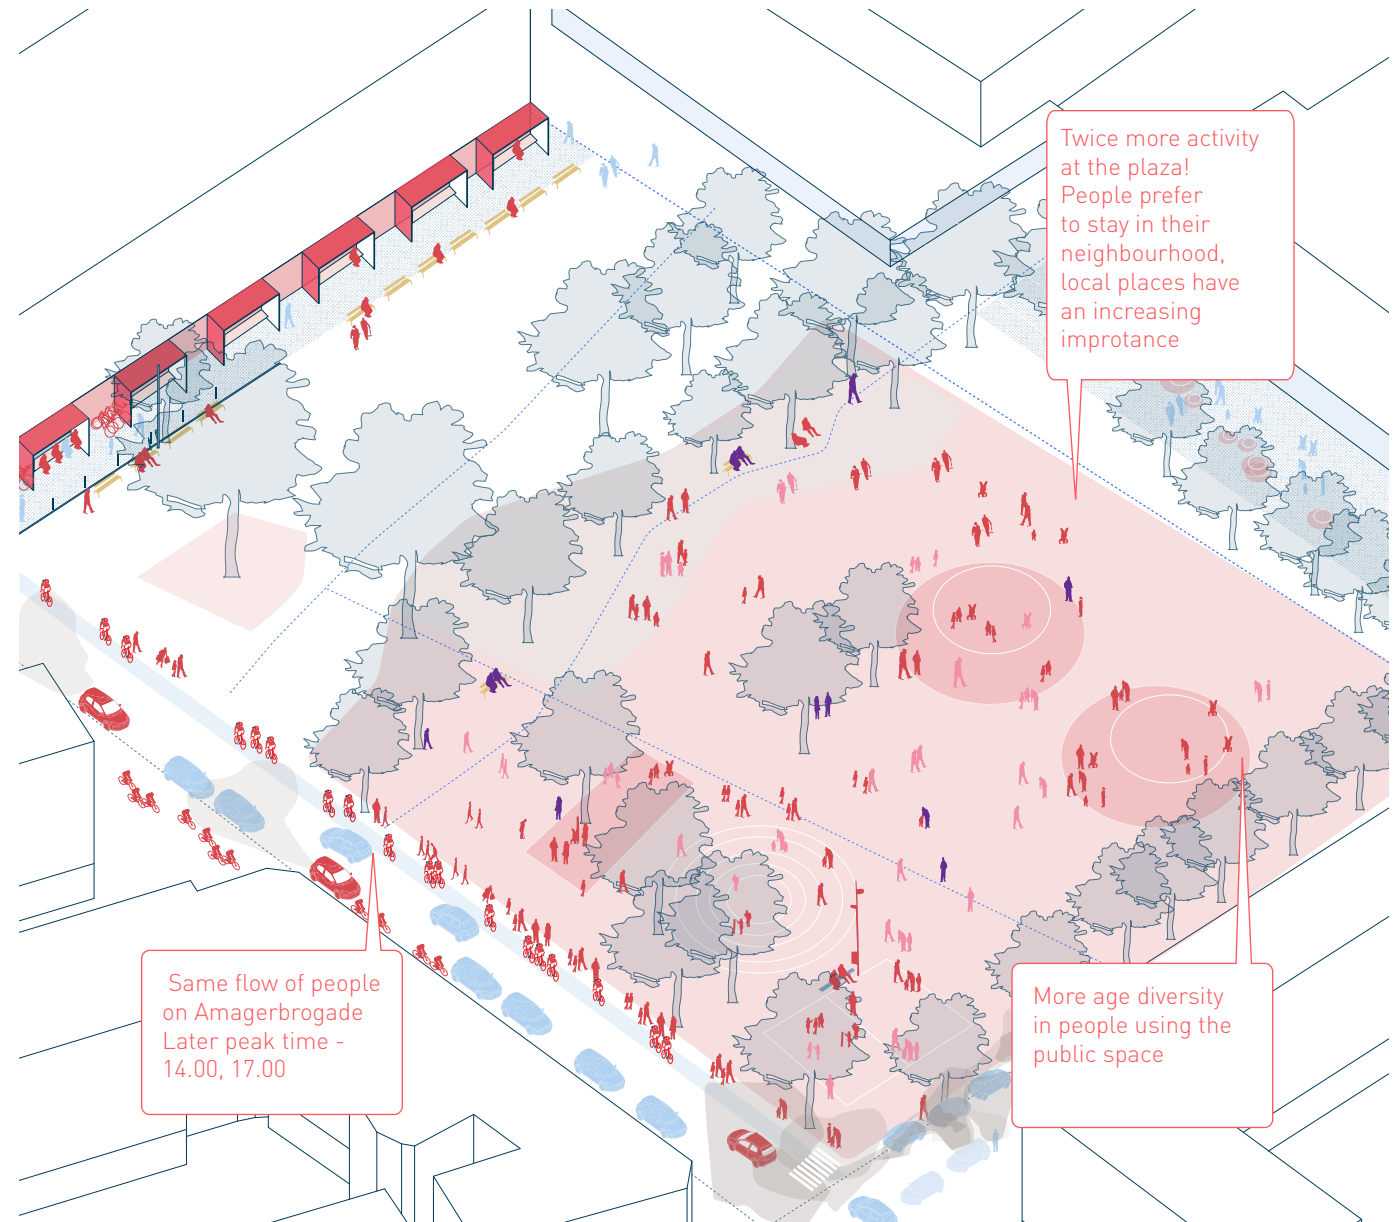 Twice more activity
at the plaza!
People prefer
to stay in their
neighbourhood,
local places have
an increasing
improtance
Same flow of people
on Amagerbrogade
Later peak time -
14.00, 17.00
More age diversity
in people using the
public space